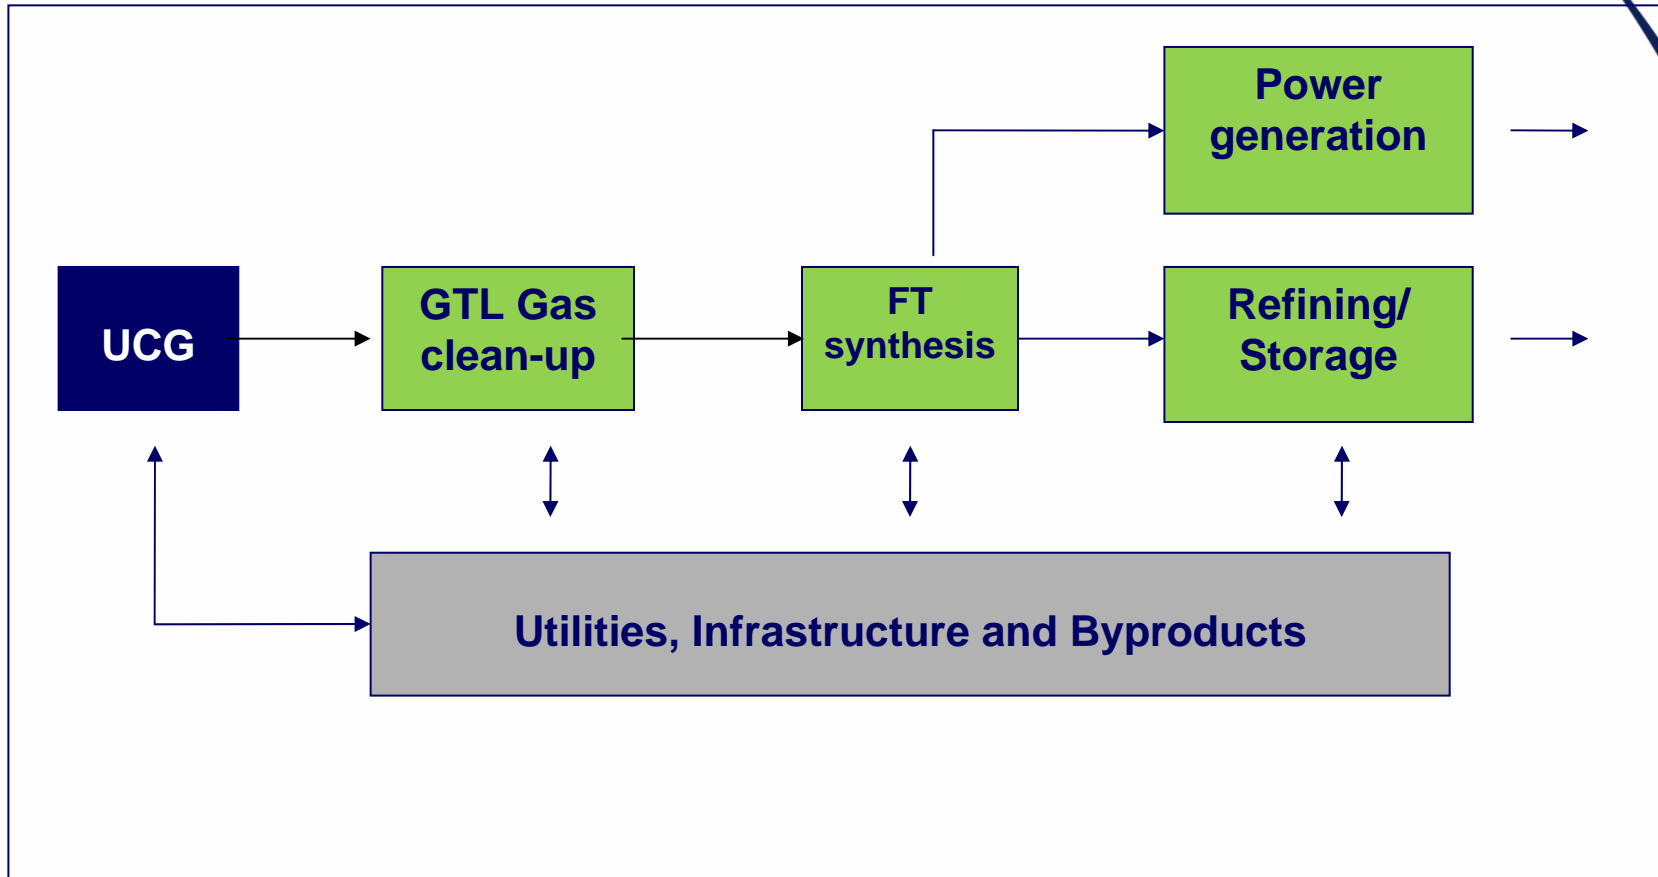 Power
generation
UCG
GTL Gas
clean-up
FT
synthesis
Refining/
Storage
Utilities, Infrastructure and Byproducts